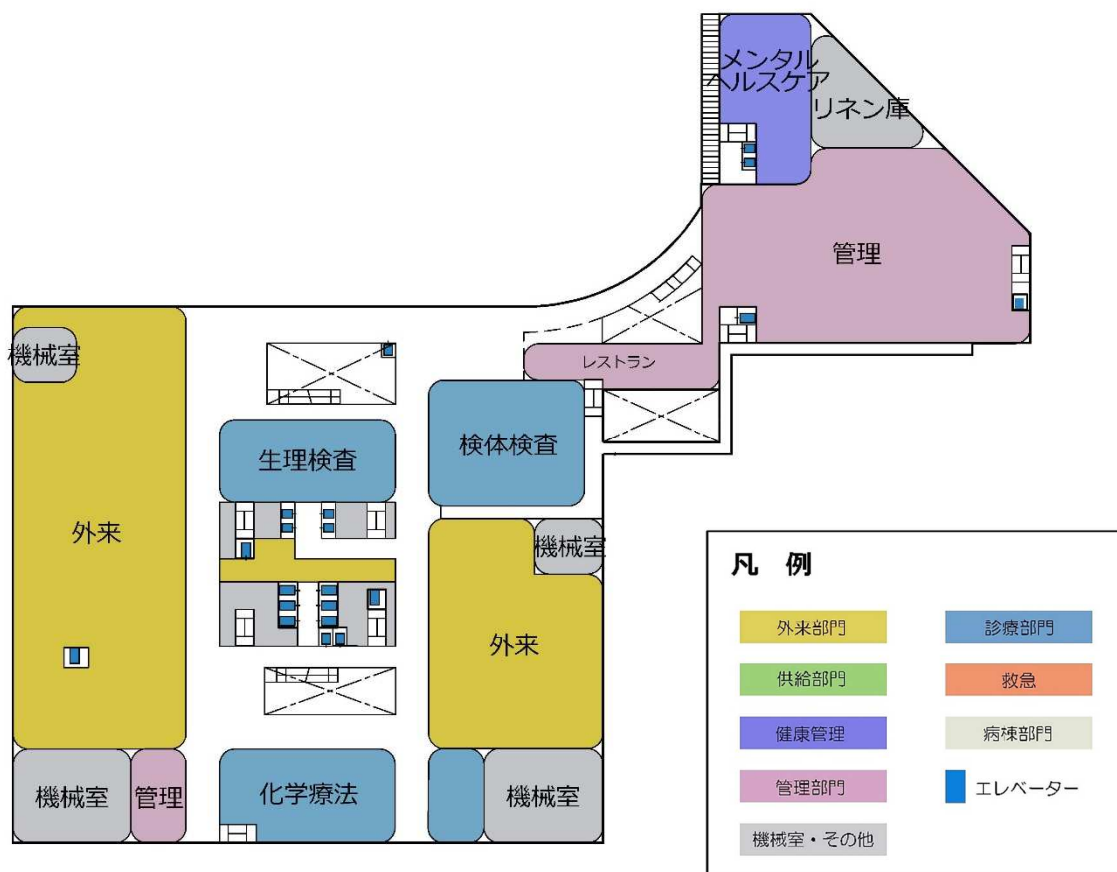 メンタル
ヘルスケア
リネン庫
管理
機械室
レストラン
生理検査
検体検査
外来
機械室
外来
機械室
管理
化学療法
機械室
凡 例
外来部門
診療部門
供給部門
救急
健康管理
病棟部門
管理部門
エレベーター
機械室・その他